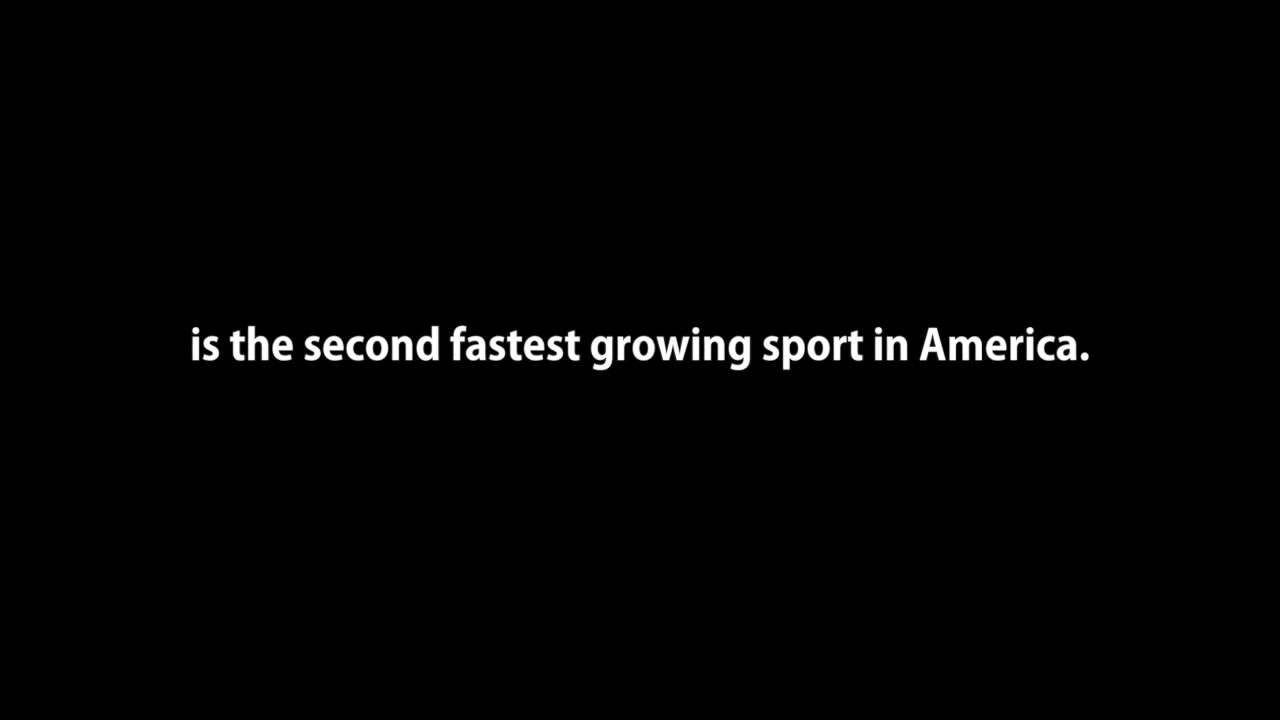 is the second fastest growing sport in America.